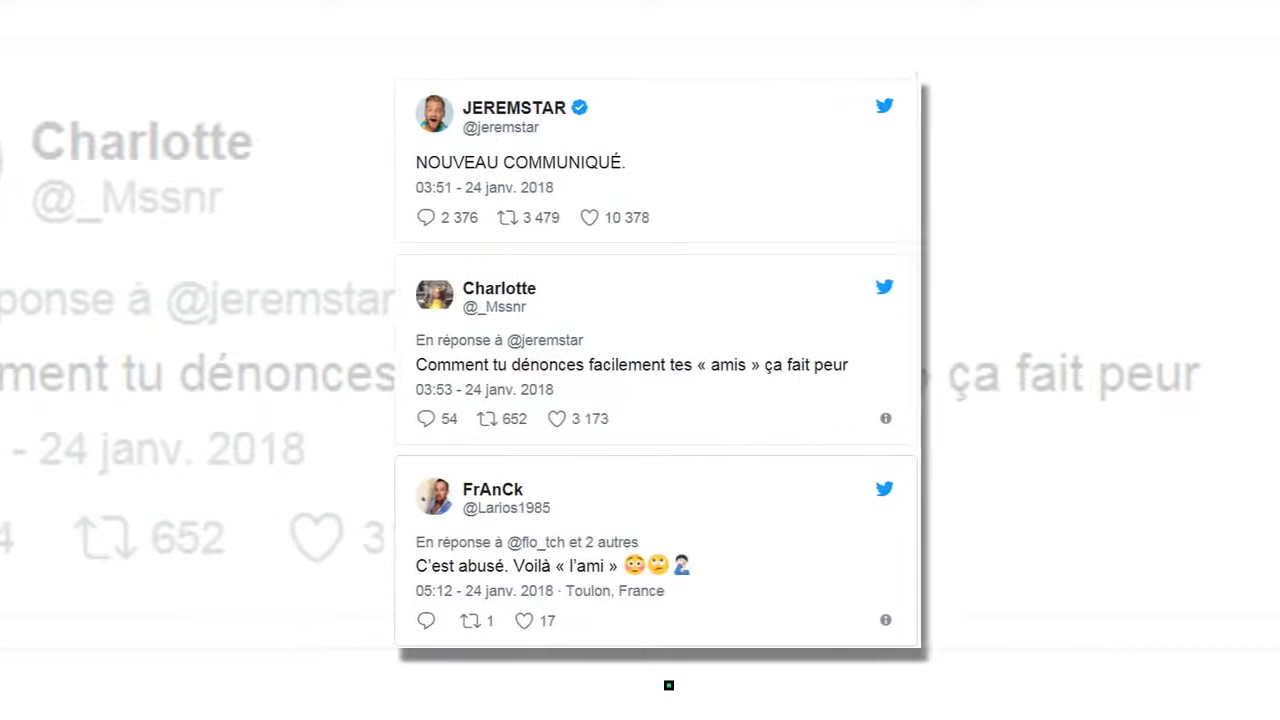 JEREMSTAR
@jeremstar
NOUVEAU COMMUNIQUÉ.
03:51 - 24 janv. 2018
2 376 3 479 10 378
Charlotte
@_Mssnr
En réponse à @jeremstar
Comment tu dénonces facilement tes « amis » ça fait peur
03:53 - 24 janv. 2018
54 652 3 173
FrAnCk
@Larios1985
En réponse à @flo_tch et 2 autres
C'est abusé. Voilà « l'ami » 😳🙄🤦🏻‍♂️
05:12 - 24 janv. 2018 · Toulon, France
1 17
Charlotte
@_Mssnr
ponse à @jeremstar
ment tu dénonces ça fait peur
- 24 janv. 2018
4 652 3